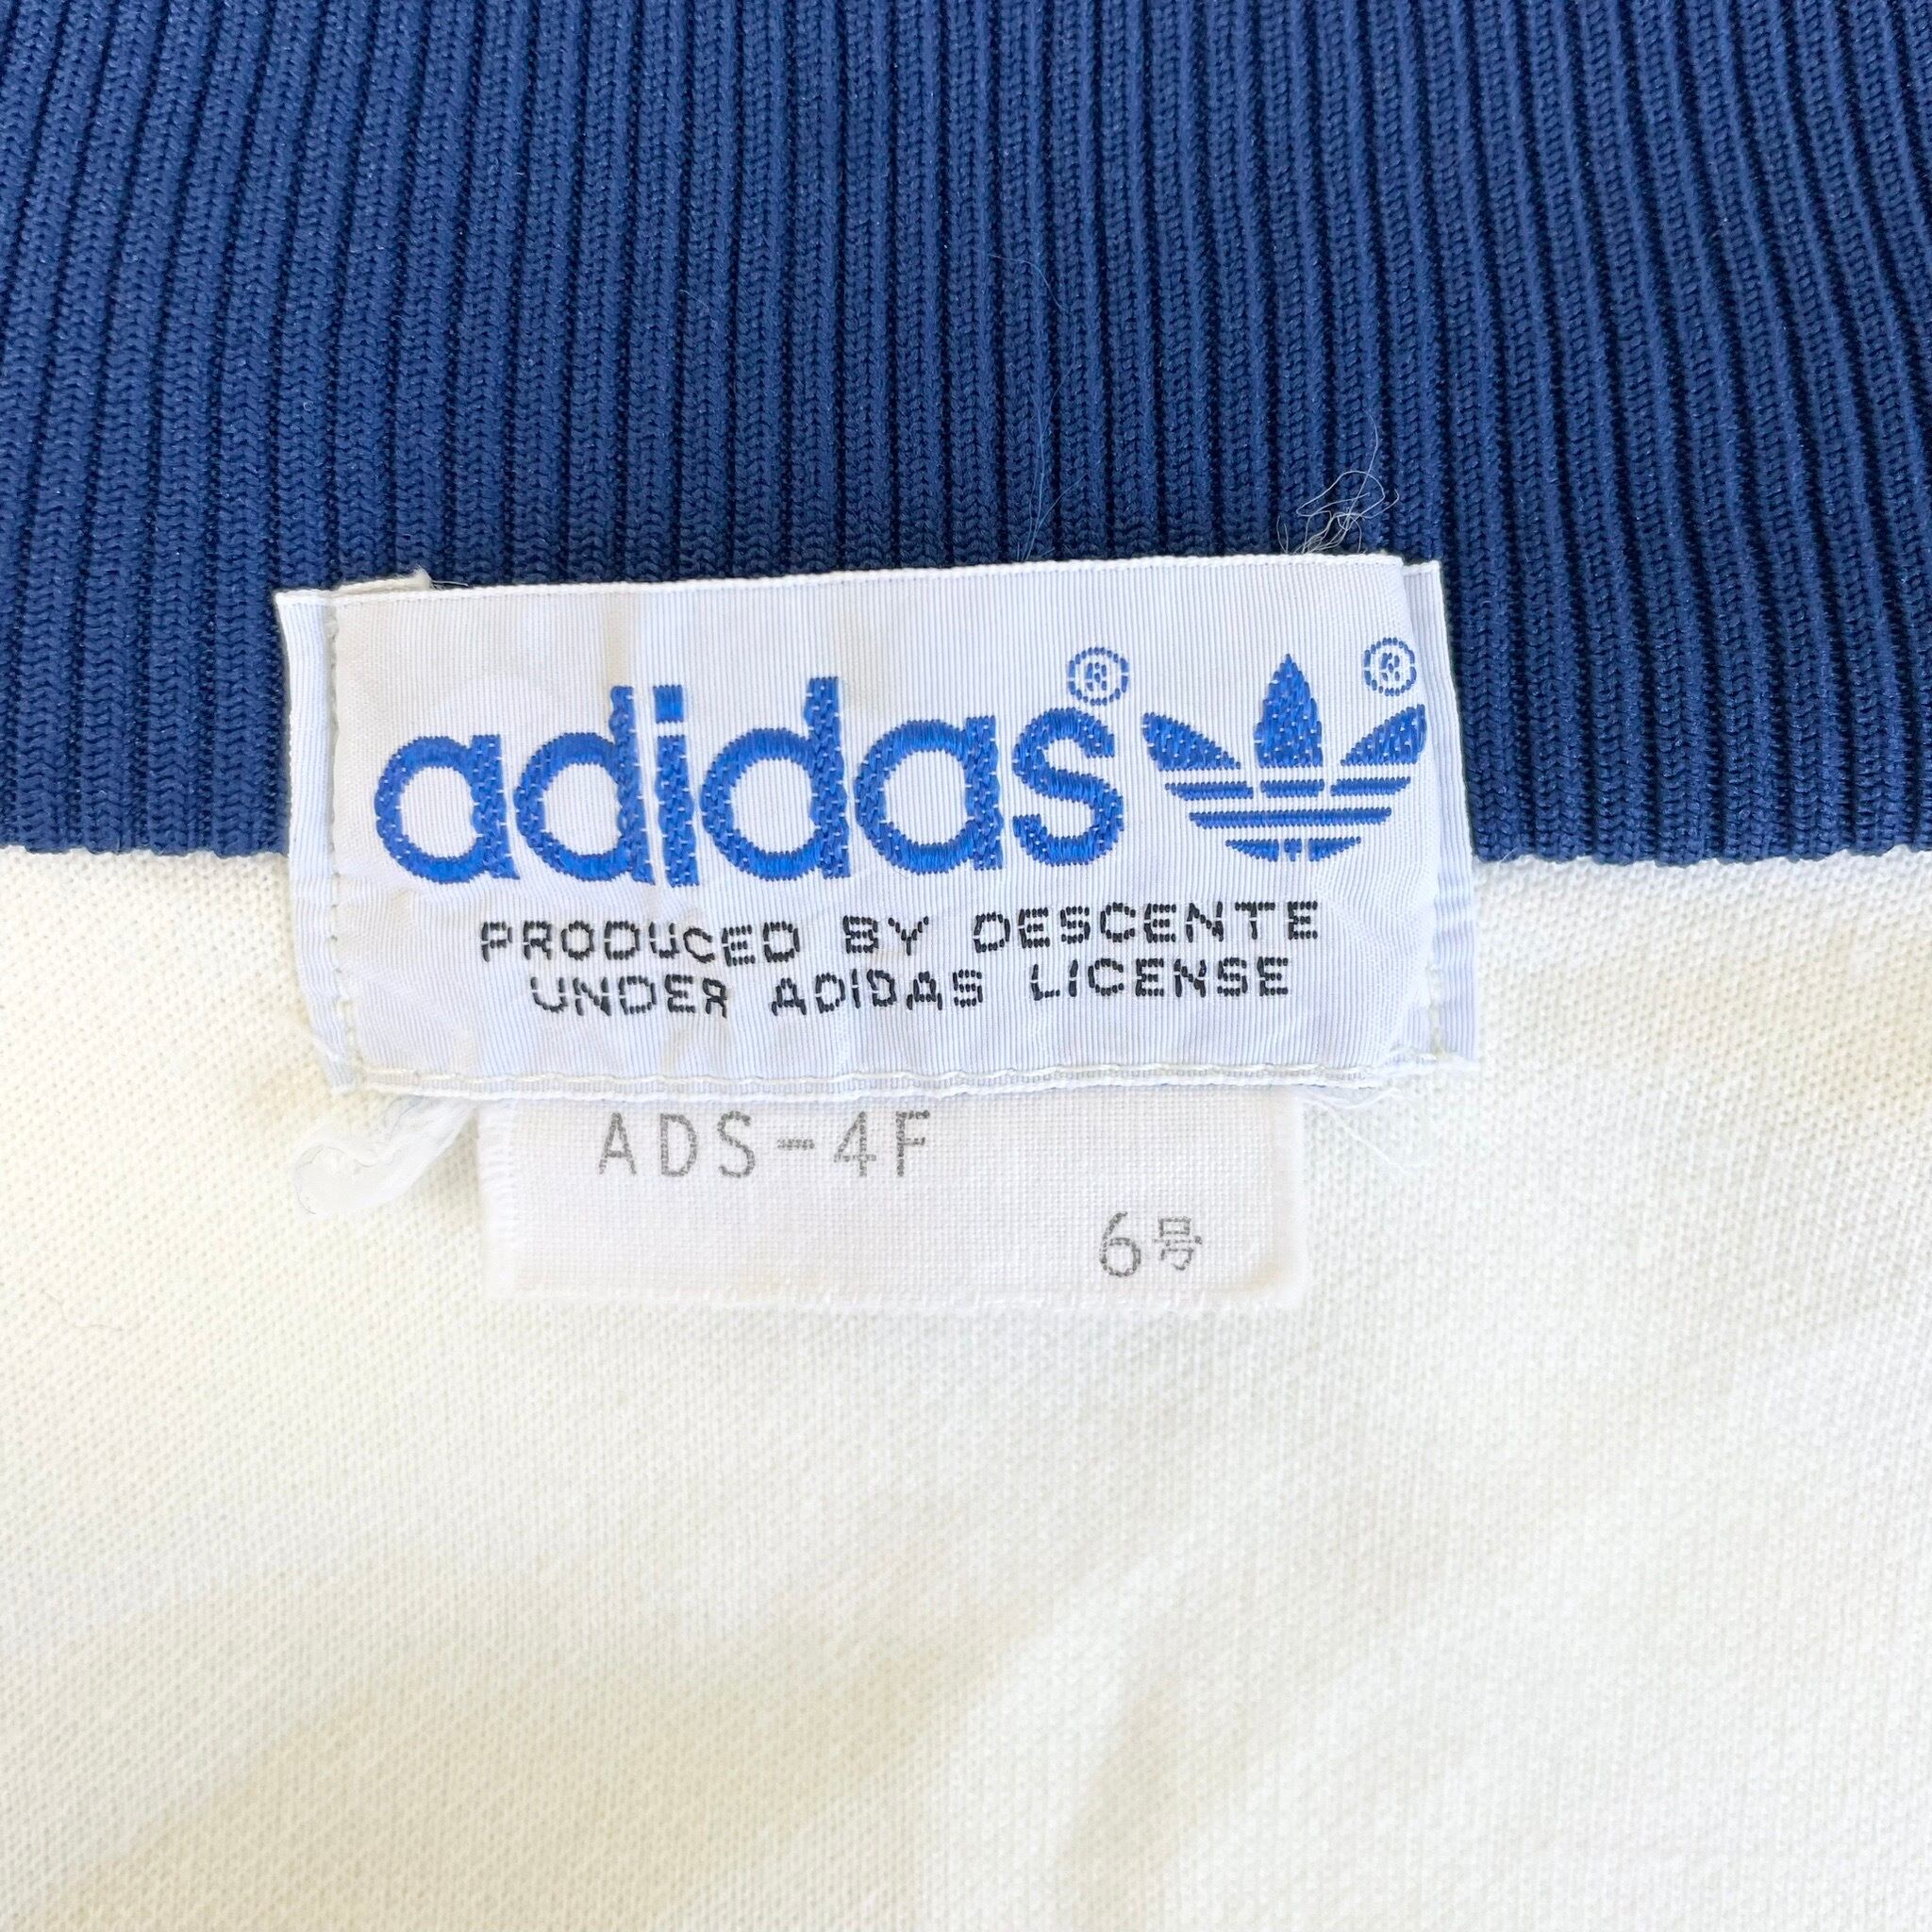 adidas® ®
PRODUCED BY DESCENTE
UNDER ADIDAS LICENSE
ADS-4F
6号